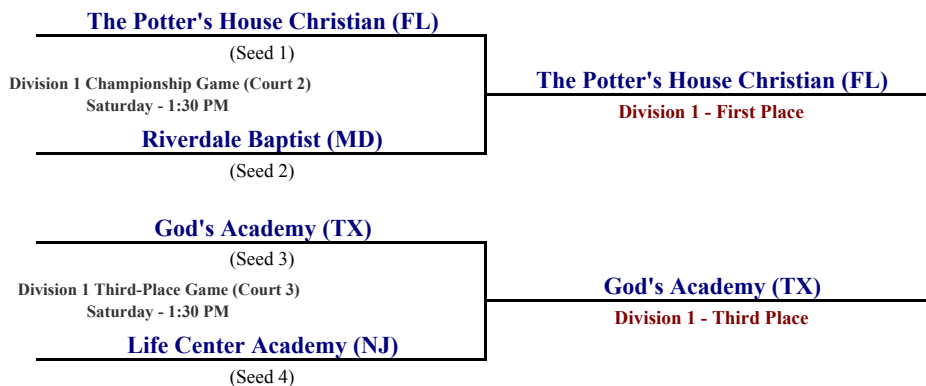 The Potter's House Christian (FL)
(Seed 1)
Division 1 Championship Game (Court 2)
Saturday - 1:30 PM
Riverdale Baptist (MD)
(Seed 2)
The Potter's House Christian (FL)
Division 1 - First Place
God's Academy (TX)
(Seed 3)
Division 1 Third-Place Game (Court 3)
Saturday - 1:30 PM
Life Center Academy (NJ)
(Seed 4)
God's Academy (TX)
Division 1 - Third Place